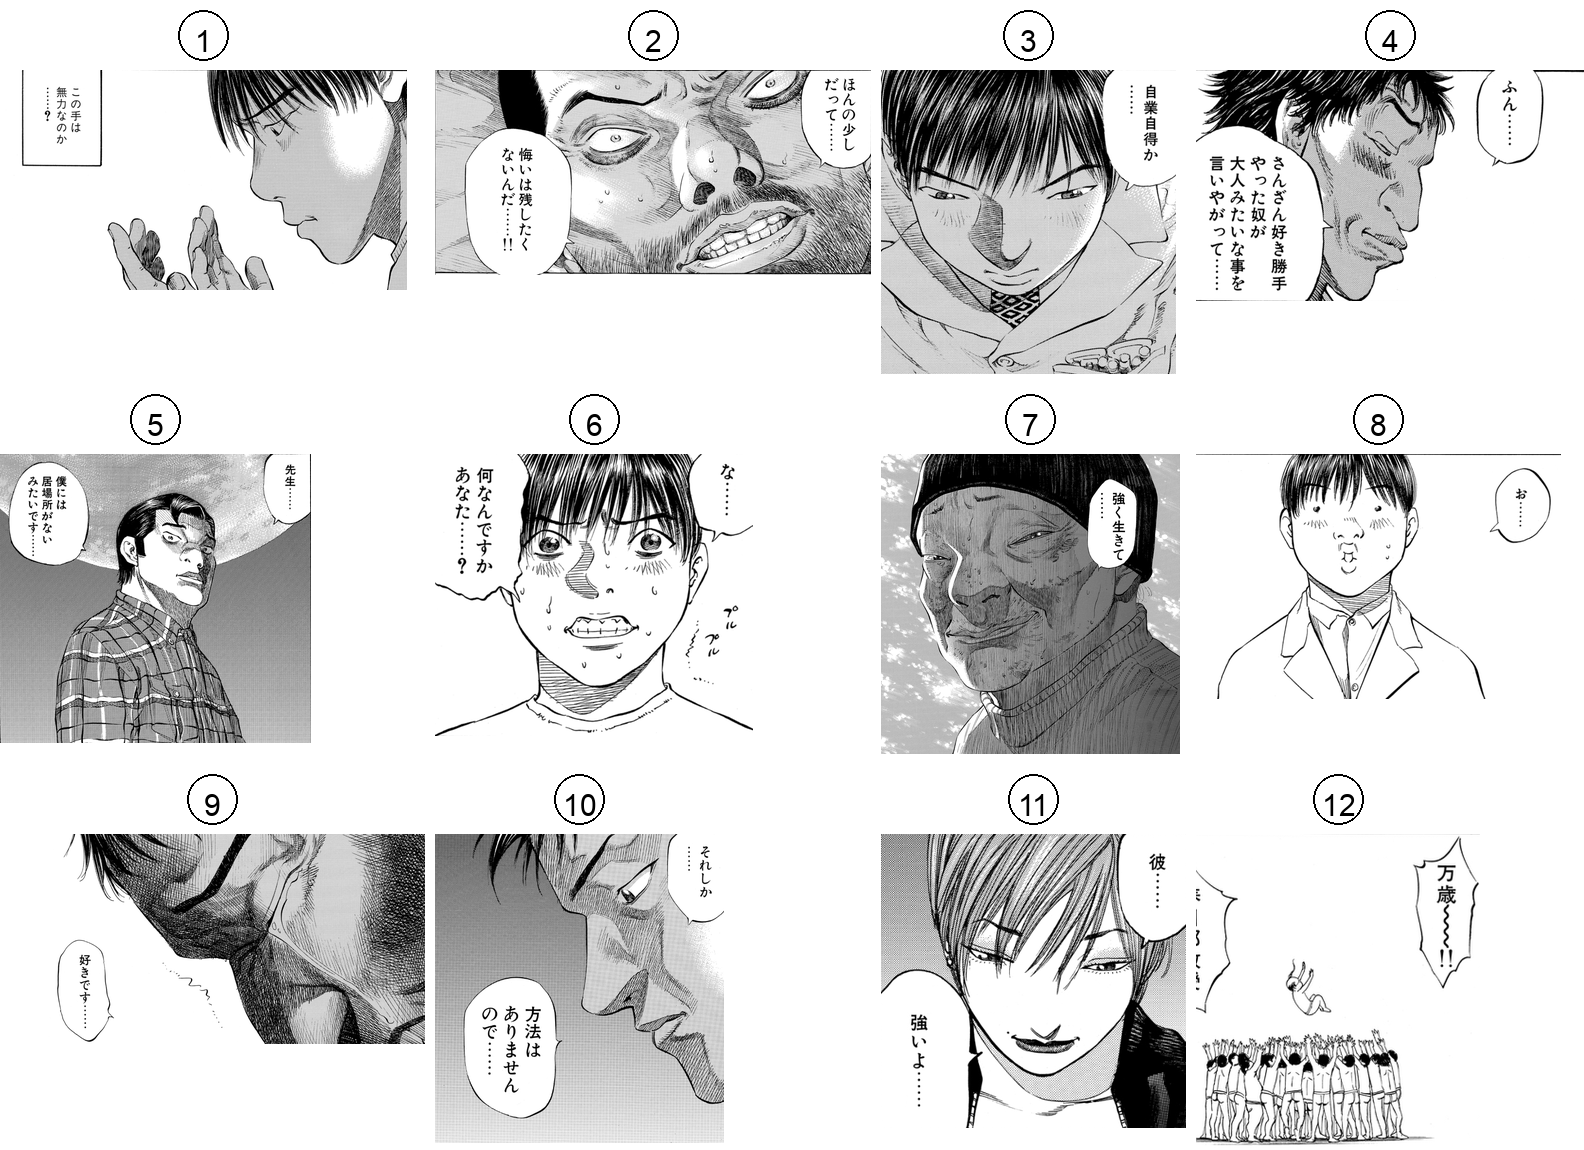 1
この手は
無力なのか
……?
2
ほんの少し
だって……
悔いは残したく
ないんだ……!!
3
自業自得か
……
4
ふん……
さんざん好き勝手
やった奴が
大人みたいな事を
言いやがって……
5
先生……
僕には
居場所がない
みたいです……
6
な……
何なんですか
あなた……?
プル
プル
7
強く生きて
……
8
お……
9
好きです……
10
それしか
……
方法は
ありません
ので……
11
彼……
強いよ……
12
万歳〜〜〜!!